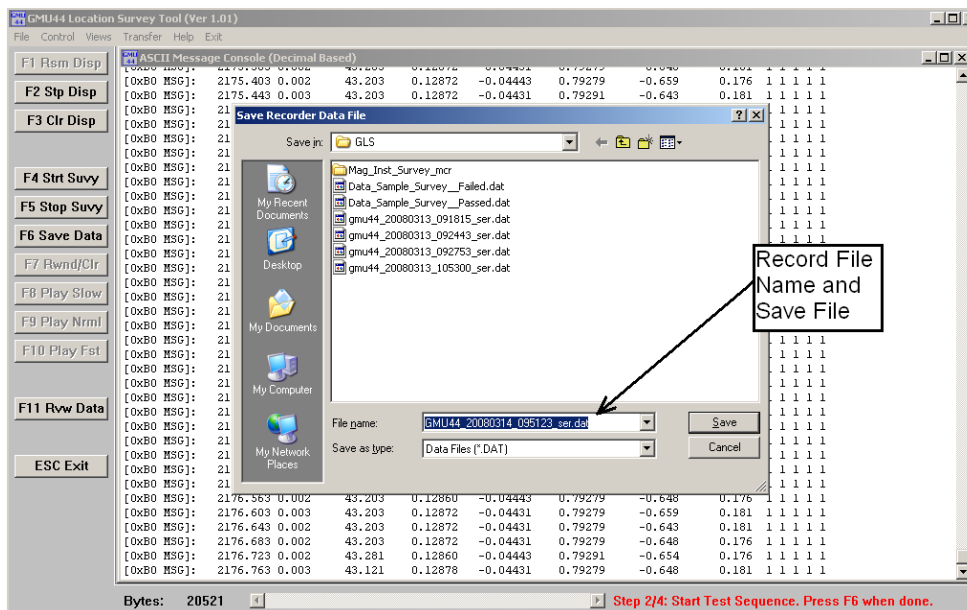 GMU44 Location Survey Tool (Ver 1.01)
File Control Views Transfer Help Exit
F1 Rsm Disp
F2 Stp Disp
F3 Clr Disp
F4 Strt Suvy
F5 Stop Suvy
F6 Save Data
F7 Rwnd/Clr
F8 Play Slow
F9 Play Nrml
F10 Play Fst
F11 Rvw Data
ESC Exit
ASCII Message Console (Decimal Based)
[0xB0 MSG]: 2175.403 0.002 43.203 0.12872 -0.04443 0.79279 -0.659 0.176 1 1 1 1 1
[0xB0 MSG]: 2175.443 0.003 43.203 0.12872 -0.04431 0.79291 -0.643 0.181 1 1 1 1 1
Save Recorder Data File
Save in: GLS
My Recent Documents
Desktop
My Documents
My Computer
My Network Places
Mag_Inst_Survey_mcr
Data_Sample_Survey__Failed.dat
Data_Sample_Survey__Passed.dat
gmu44_20080313_091815_ser.dat
gmu44_20080313_092443_ser.dat
gmu44_20080313_092753_ser.dat
gmu44_20080313_105300_ser.dat
File name: GMU44_20080314_095123_ser.dat Save
Save as type: Data Files (*.DAT) Cancel
Record File
Name and
Save File
[0xB0 MSG]: 2176.563 0.002 43.203 0.12860 -0.04443 0.79279 -0.648 0.176 1 1 1 1 1
[0xB0 MSG]: 2176.603 0.003 43.203 0.12872 -0.04431 0.79279 -0.659 0.181 1 1 1 1 1
[0xB0 MSG]: 2176.643 0.002 43.203 0.12872 -0.04431 0.79279 -0.643 0.181 1 1 1 1 1
[0xB0 MSG]: 2176.683 0.002 43.203 0.12872 -0.04431 0.79279 -0.648 0.176 1 1 1 1 1
[0xB0 MSG]: 2176.723 0.002 43.281 0.12860 -0.04443 0.79291 -0.654 0.176 1 1 1 1 1
[0xB0 MSG]: 2176.763 0.003 43.121 0.12878 -0.04431 0.79279 -0.648 0.181 1 1 1 1 1
Bytes: 20521
Step 2/4: Start Test Sequence. Press F6 when done.